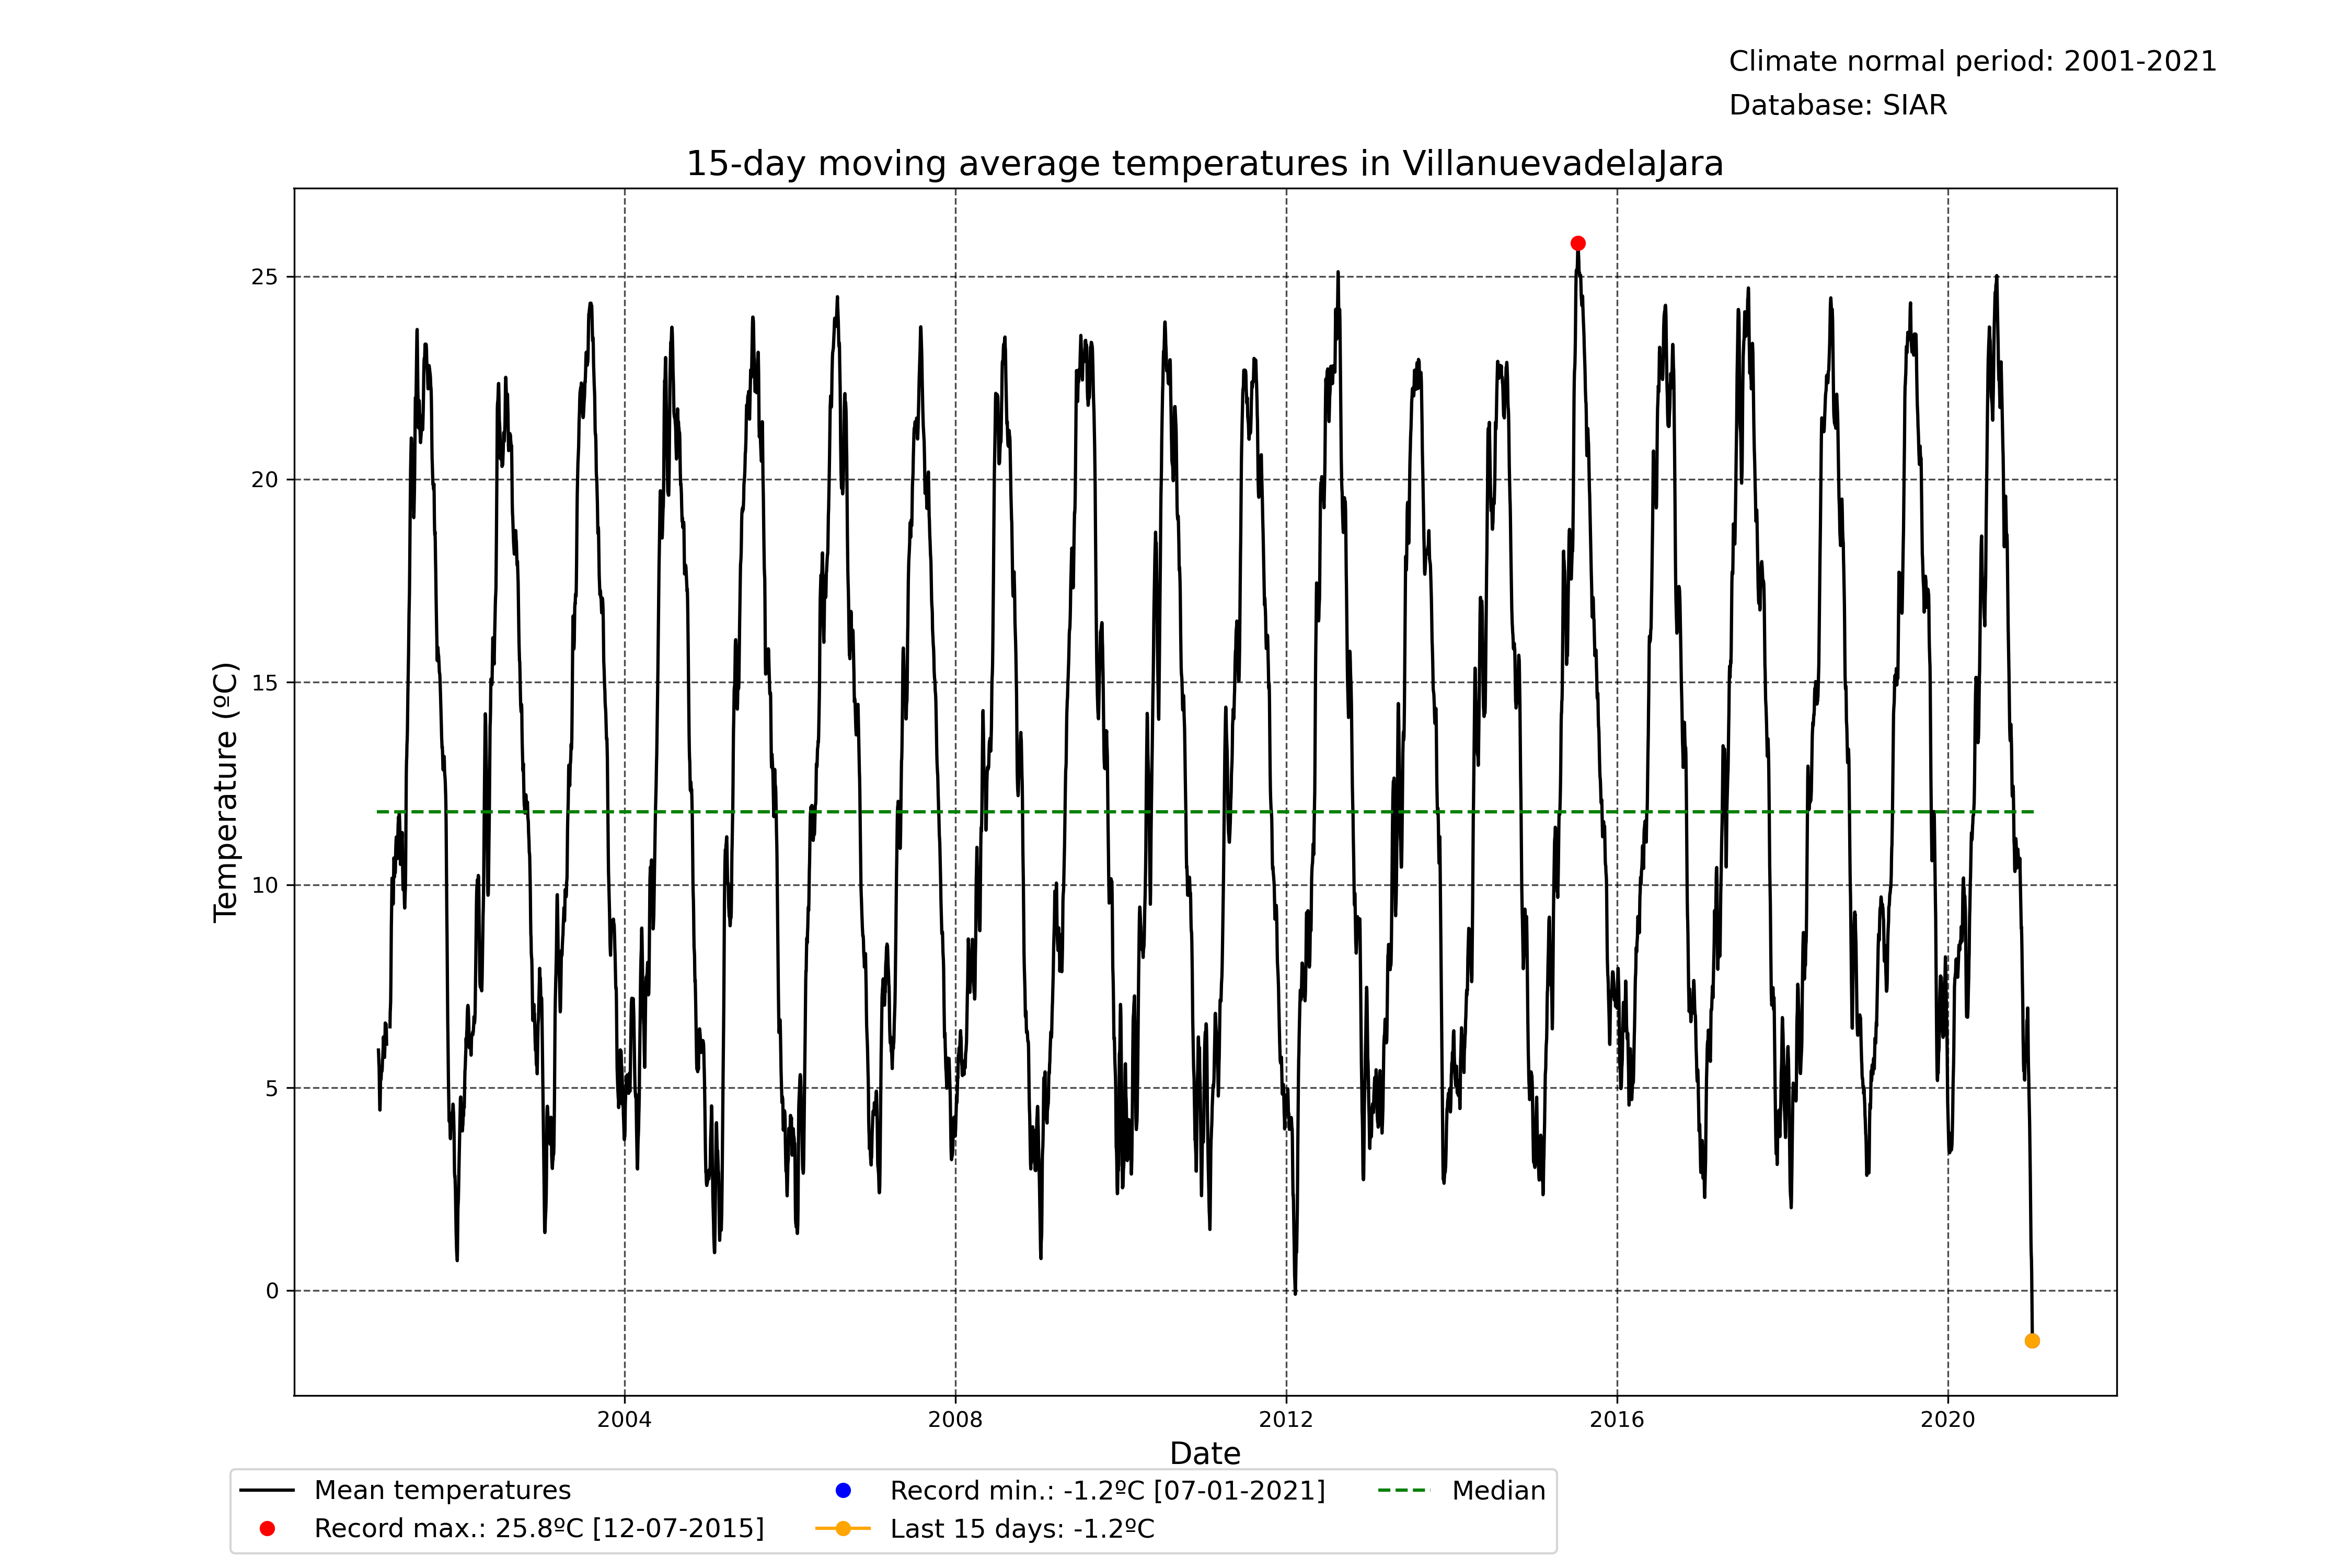 Climate normal period: 2001-2021
Database: SIAR
15-day moving average temperatures in VillanuevadelaJara
Temperature (ºC)
25
20
15
10
5
0
2004 2008 2012 2016 2020
Date
Mean temperatures
Record max.: 25.8ºC [12-07-2015]
Record min.: -1.2ºC [07-01-2021]
Last 15 days: -1.2ºC
Median